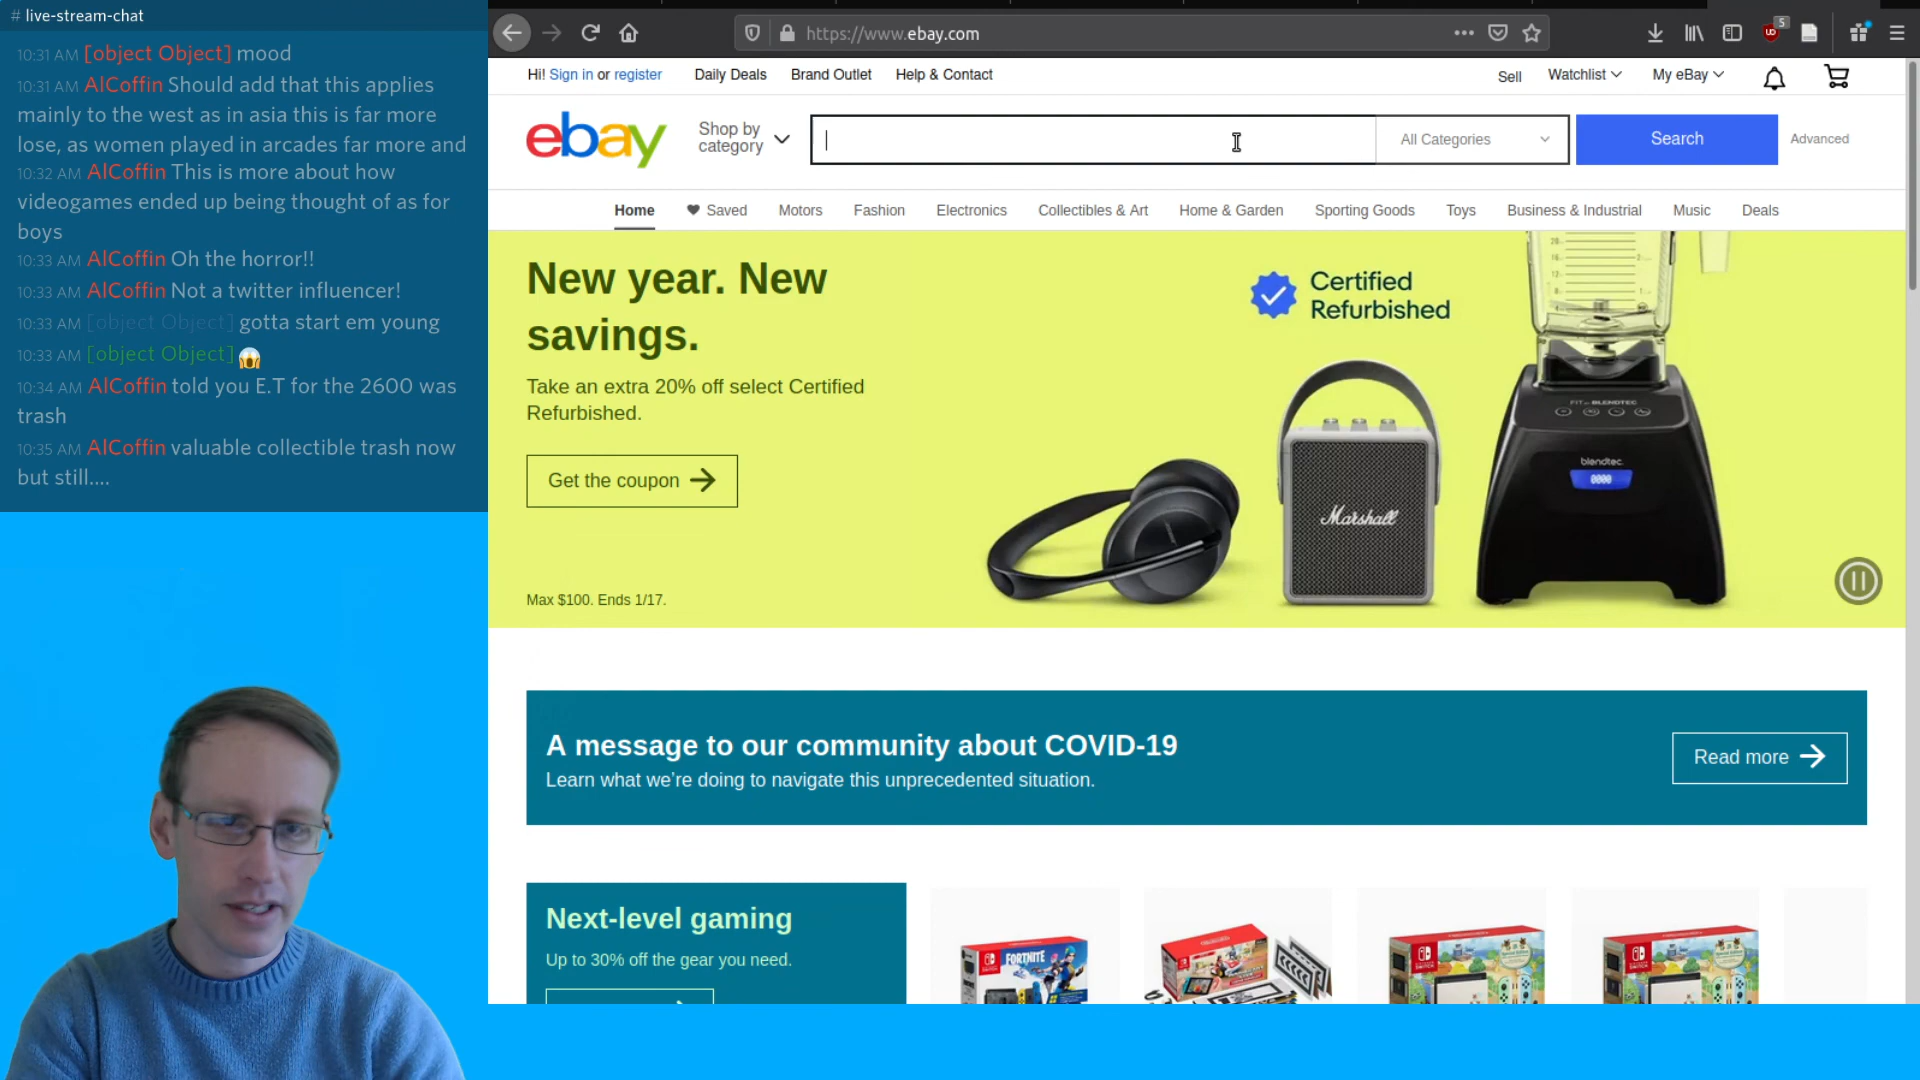 # live-stream-chat
10:31 AM [object Object] mood
10:31 AM AlCoffin Should add that this applies
mainly to the west as in asia this is far more
lose, as women played in arcades far more and
10:32 AM AlCoffin This is more about how
videogames ended up being thought of as for
boys
10:33 AM AlCoffin Oh the horror!!
10:33 AM AlCoffin Not a twitter influencer!
10:33 AM [object Object] gotta start em young
10:33 AM [object Object] 😱
10:34 AM AlCoffin told you E.T for the 2600 was
trash
10:35 AM AlCoffin valuable collectible trash now
but still....
https://www.ebay.com
5
Hi! Sign in or register
Daily Deals
Brand Outlet
Help & Contact
Sell
Watchlist
My eBay
ebay
Shop by
category
All Categories
Search
Advanced
Home
Saved
Motors
Fashion
Electronics
Collectibles & Art
Home & Garden
Sporting Goods
Toys
Business & Industrial
Music
Deals
New year. New
savings.
Take an extra 20% off select Certified
Refurbished.
Get the coupon
Max $100. Ends 1/17.
Certified
Refurbished
Marshall
FIT by BLENDTEC
blendtec
A message to our community about COVID-19
Learn what we're doing to navigate this unprecedented situation.
Read more
Next-level gaming
Up to 30% off the gear you need.
FORTNITE